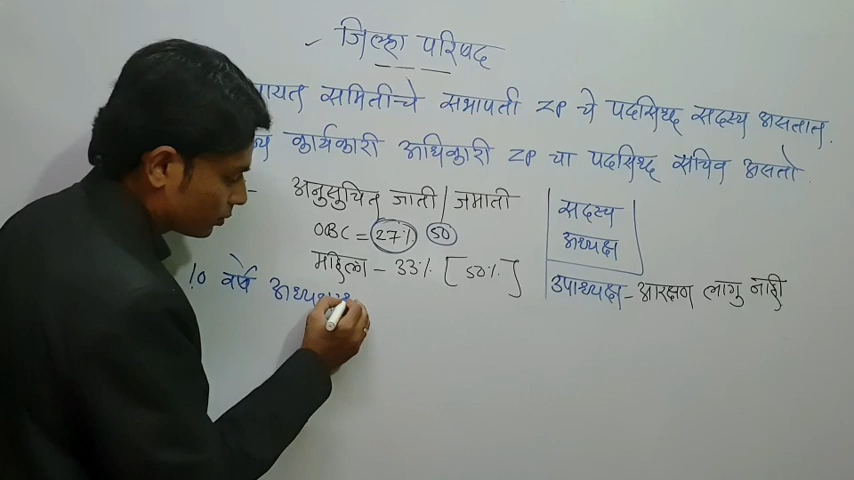 जिल्हा परिषद
समितीचे सभापती ZP चे पदसिध्द सदस्य असतात.
कार्यकारी अधिकारी ZP चा पदसिध्द सचिव असतो.
- अनुसुचित जाती | जमाती
OBC = 27% 50
महिला - 33% [50%]
सदस्य
अध्यक्ष
उपाध्यक्ष - आरक्षण लागु नाही
वर्षे